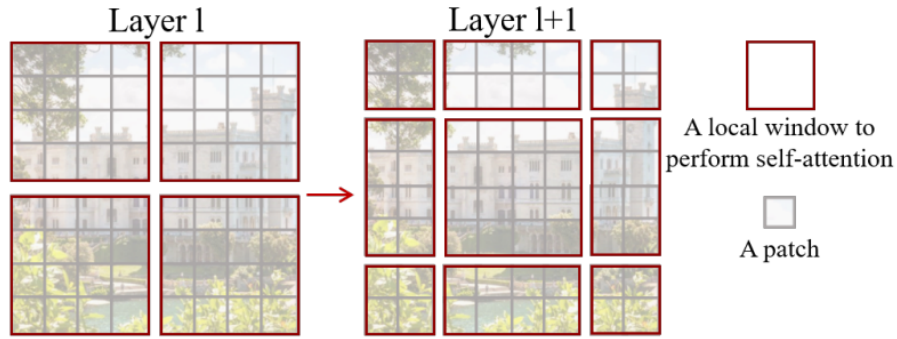 Layer l
Layer l+1
A local window to
perform self-attention
A patch